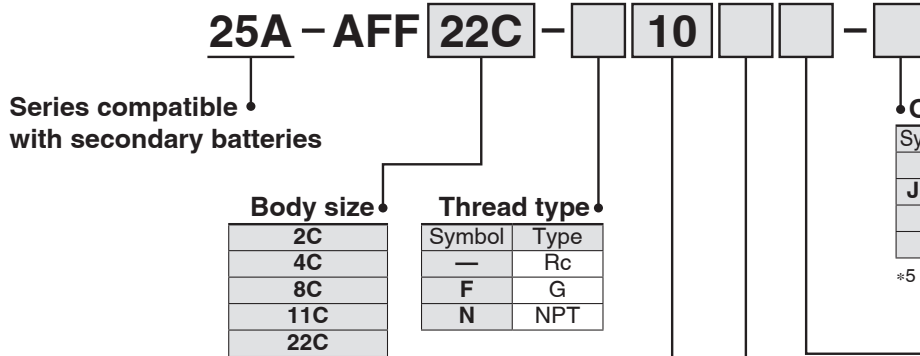 25A – AFF 22C – 10 –
Series compatible
with secondary batteries
Body size
2C
4C
8C
11C
22C
Thread type
Symbol Type
— Rc
F G
N NPT
J
*5